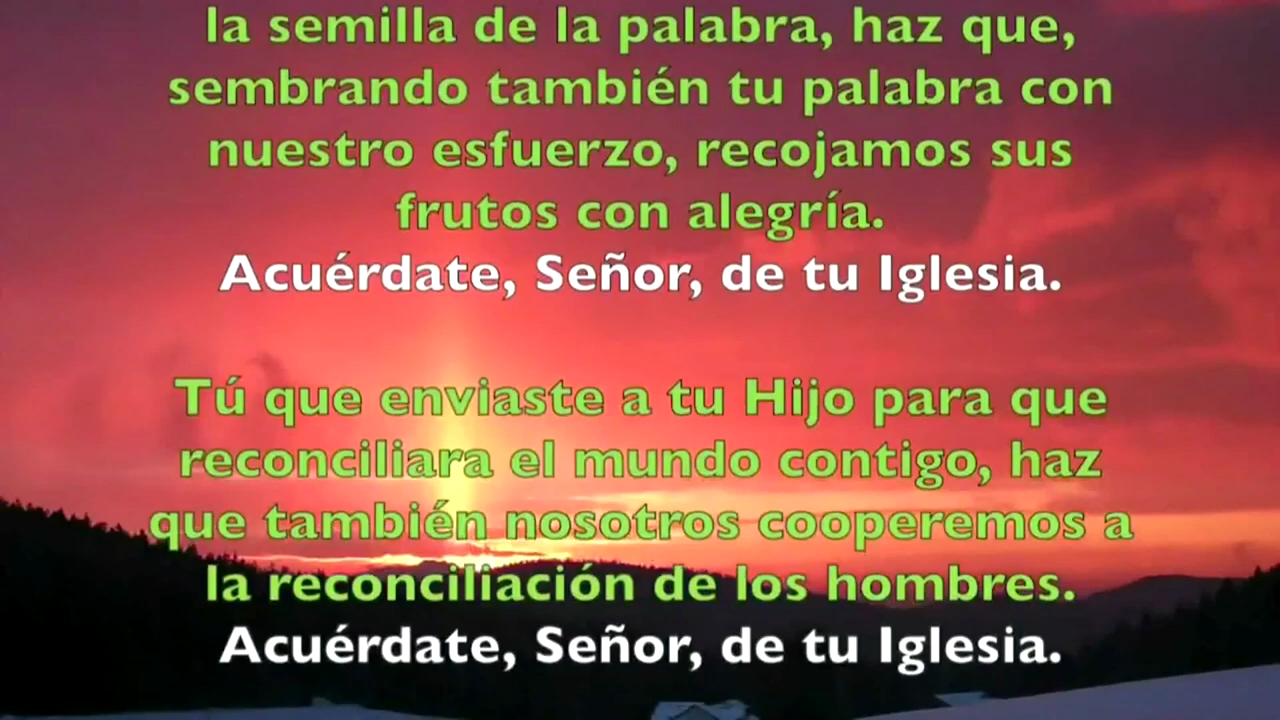 la semilla de la palabra, haz que,
sembrando también tu palabra con
nuestro esfuerzo, recojamos sus
frutos con alegría.
Acuérdate, Señor, de tu Iglesia.
Tú que enviaste a tu Hijo para que
reconciliara el mundo contigo, haz
que también nosotros cooperemos a
la reconciliación de los hombres.
Acuérdate, Señor, de tu Iglesia.